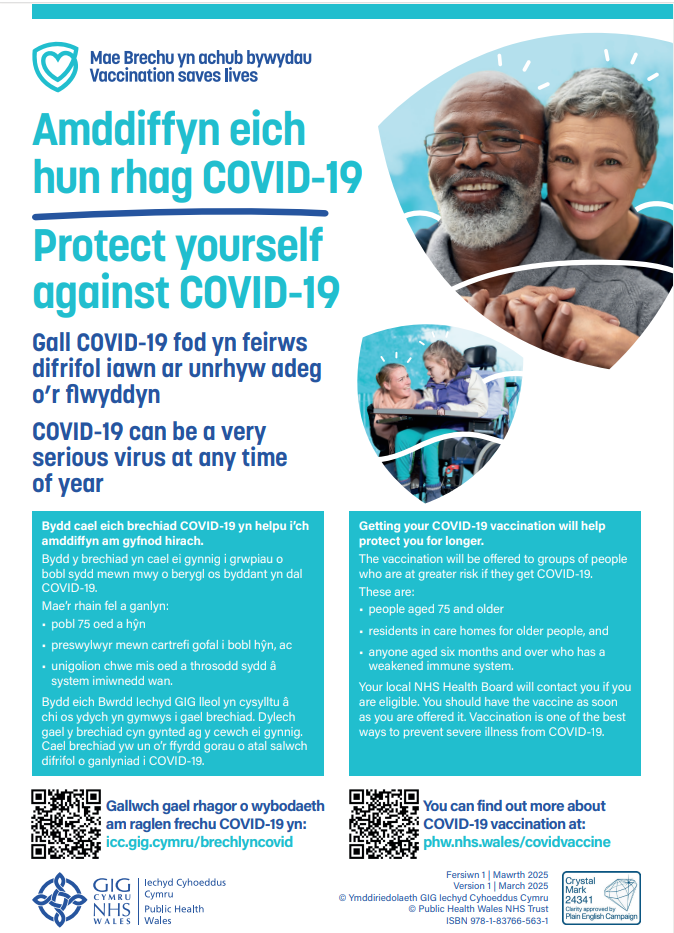 Mae Brechu yn achub bywydau
Vaccination saves lives
Amddiffyn eich
hun rhag COVID-19
Protect yourself
against COVID-19
Gall COVID-19 fod yn feirws
difrifol iawn ar unrhyw adeg
o'r flwyddyn
COVID-19 can be a very
serious virus at any time
of year
Bydd cael eich brechiad COVID-19 yn helpu i'ch
amddiffyn am gyfnod hirach.
Bydd y brechiad yn cael ei gynnig i grwpiau o
bobl sydd mewn mwy o berygl os byddant yn dal
COVID-19.
Mae'r rhain fel a ganlyn:
• pobl 75 oed a hŷn
• preswylwyr mewn cartrefi gofal i bobl hŷn, ac
• unigolion chwe mis oed a throsodd sydd â
system imiwnedd wan.
Bydd eich Bwrdd Iechyd GIG lleol yn cysylltu â
chi os ydych yn gymwys i gael brechiad. Dylech
gael y brechiad cyn gynted ag y cewch ei gynnig.
Cael brechiad yw un o'r ffyrdd gorau o atal salwch
difrifol o ganlyniad i COVID-19.
Getting your COVID-19 vaccination will help
protect you for longer.
The vaccination will be offered to groups of people
who are at greater risk if they get COVID-19.
These are:
• people aged 75 and older
• residents in care homes for older people, and
• anyone aged six months and over who has a
weakened immune system.
Your local NHS Health Board will contact you if you
are eligible. You should have the vaccine as soon
as you are offered it. Vaccination is one of the best
ways to prevent severe illness from COVID-19.
Gallwch gael rhagor o wybodaeth
am raglen frechu COVID-19 yn:
icc.gig.cymru/brechlyncovid
You can find out more about
COVID-19 vaccination at:
phw.nhs.wales/covidvaccine
GIG
CYMRU
NHS
WALES
Iechyd Cyhoeddus
Cymru
Public Health
Wales
Fersiwn 1 | Mawrth 2025
Version 1 | March 2025
© Ymddiriedolaeth GIG Iechyd Cyhoeddus Cymru
© Public Health Wales NHS Trust
ISBN 978-1-83766-563-1
Crystal
Mark
24341
Clarity approved by
Plain English Campaign